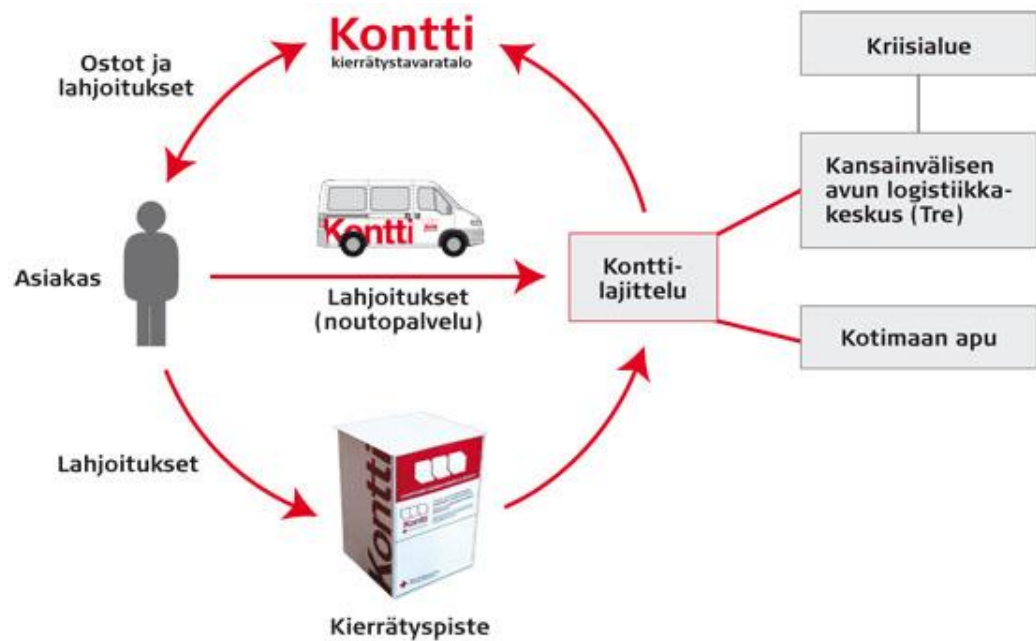 Kontti
kierrätystavaratalo
Ostot ja
lahjoitukset
Kriisialue
Kansainvälisen
avun logistiikka-
keskus (Tre)
Kontti
Asiakas
Lahjoitukset
(noutopalvelu)
Kontti-
lajittelu
Kotimaan apu
Lahjoitukset
Kontti
Kontti
Kierrätyspiste